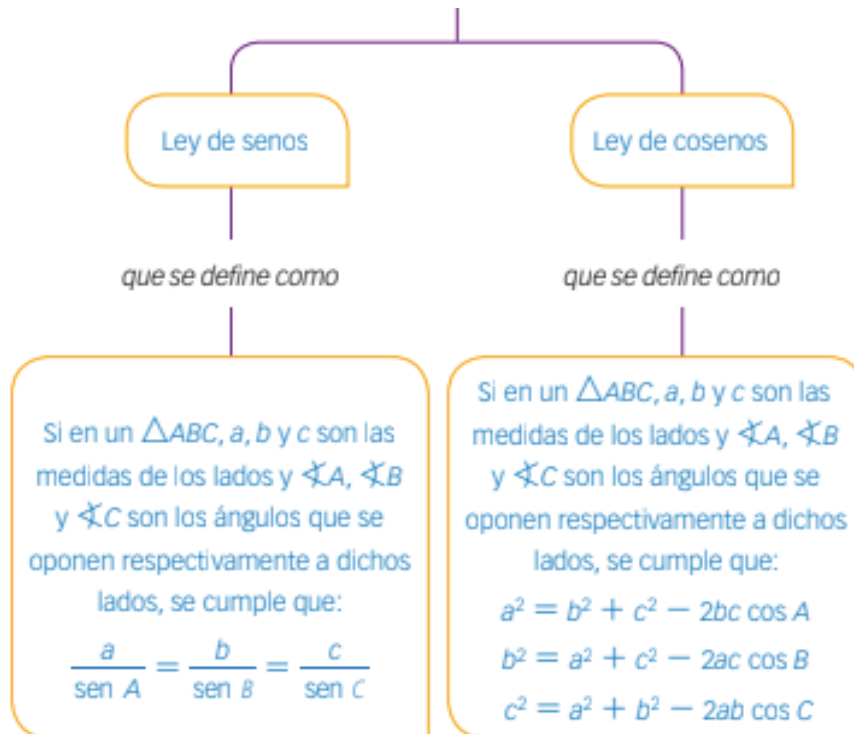 Ley de senos
Ley de cosenos
que se define como
que se define como
Si en un △ABC, a, b y c son las
medidas de los lados y ∢A, ∢B
y ∢C son los ángulos que se
oponen respectivamente a dichos
lados, se cumple que:
a/sen A = b/sen B = c/sen C
Si en un △ABC, a, b y c son las
medidas de los lados y ∢A, ∢B
y ∢C son los ángulos que se
oponen respectivamente a dichos
lados, se cumple que:
a² = b² + c² − 2bc cos A
b² = a² + c² − 2ac cos B
c² = a² + b² − 2ab cos C